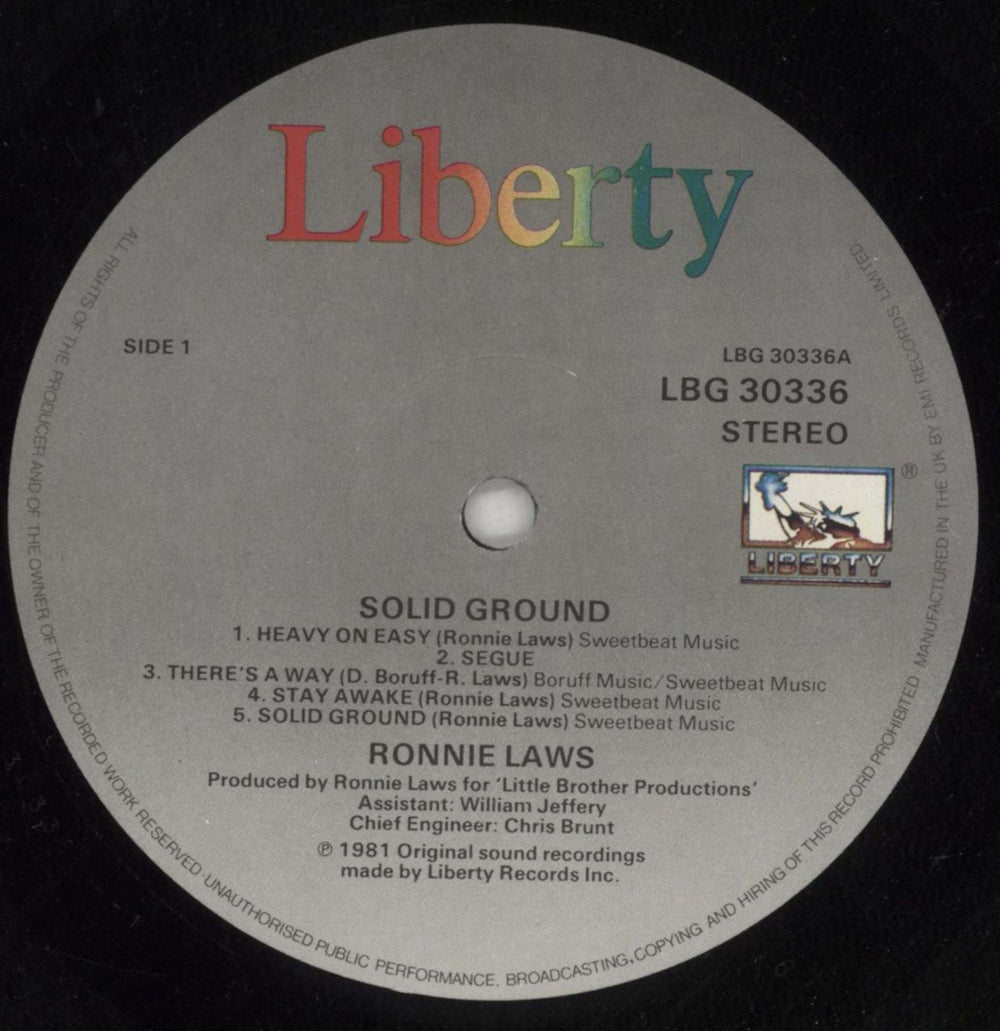 Liberty
SIDE 1
LBG 30336A
LBG 30336
STEREO
®
LIBERTY
SOLID GROUND
1. HEAVY ON EASY (Ronnie Laws) Sweetbeat Music
2. SEGUE
3. THERE'S A WAY (D. Boruff-R. Laws) Boruff Music/Sweetbeat Music
4. STAY AWAKE (Ronnie Laws) Sweetbeat Music
5. SOLID GROUND (Ronnie Laws) Sweetbeat Music
RONNIE LAWS
Produced by Ronnie Laws for 'Little Brother Productions'
Assistant: William Jeffery
Chief Engineer: Chris Brunt
℗ 1981 Original sound recordings
made by Liberty Records Inc.
ALL RIGHTS OF THE PRODUCER AND OF THE OWNER OF THE RECORDED WORK RESERVED·UNAUTHORISED PUBLIC PERFORMANCE. BROADCASTING, COPYING AND HIRING OF THIS RECORD PROHIBITED MANUFACTURED IN THE UK BY EMI RECORDS LIMITED